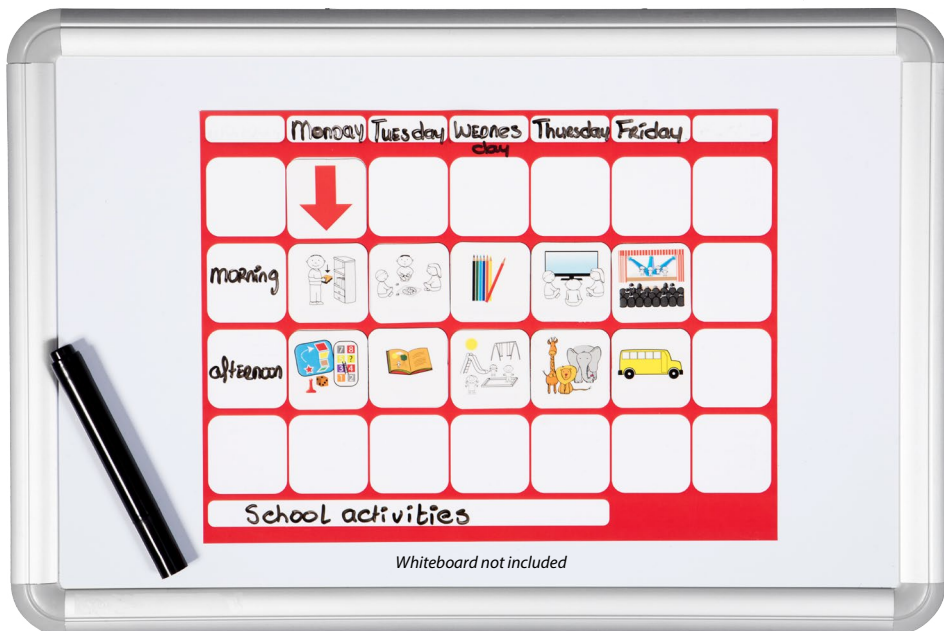 Monday Tuesday Wednes Thursday Friday
day
morning
afternoon
School activities
Whiteboard not included